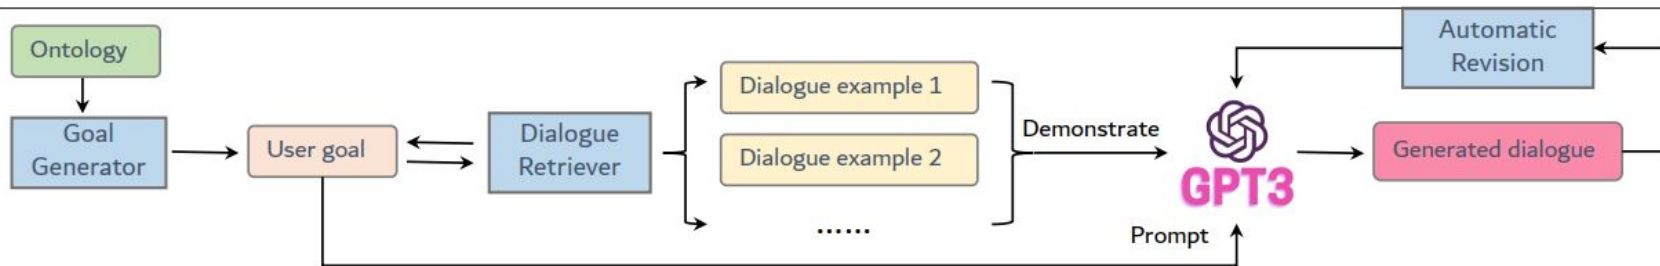 Ontology
Goal
Generator
User goal
Dialogue
Retriever
Dialogue example 1
Dialogue example 2
......
Demonstrate
Prompt
GPT3
Automatic
Revision
Generated dialogue